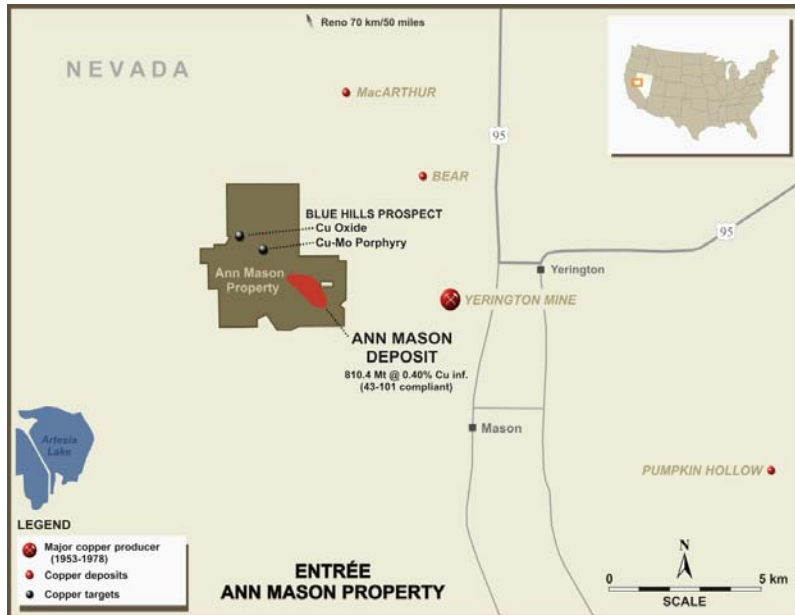 Reno 70 km/50 miles
NEVADA
MacARTHUR
95
BEAR
BLUE HILLS PROSPECT
Cu Oxide
Cu-Mo Porphyry
95
Ann Mason
Property
Yerington
YERINGTON MINE
ANN MASON
DEPOSIT
810.4 Mt @ 0.40% Cu inf.
(43-101 compliant)
Artesia
Lake
Mason
PUMPKIN HOLLOW
LEGEND
Major copper producer
(1953-1978)
Copper deposits
Copper targets
ENTRÉE
ANN MASON PROPERTY
N
0
5 km
SCALE